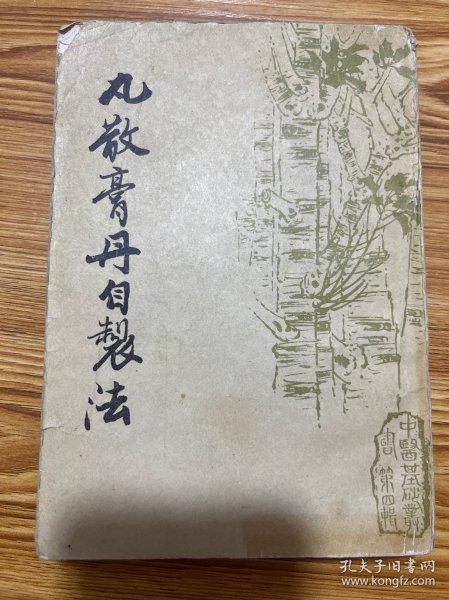 丸散膏丹自製法
中醫基礎叢
書 第四輯
孔夫子旧书网
www.kongfz.com